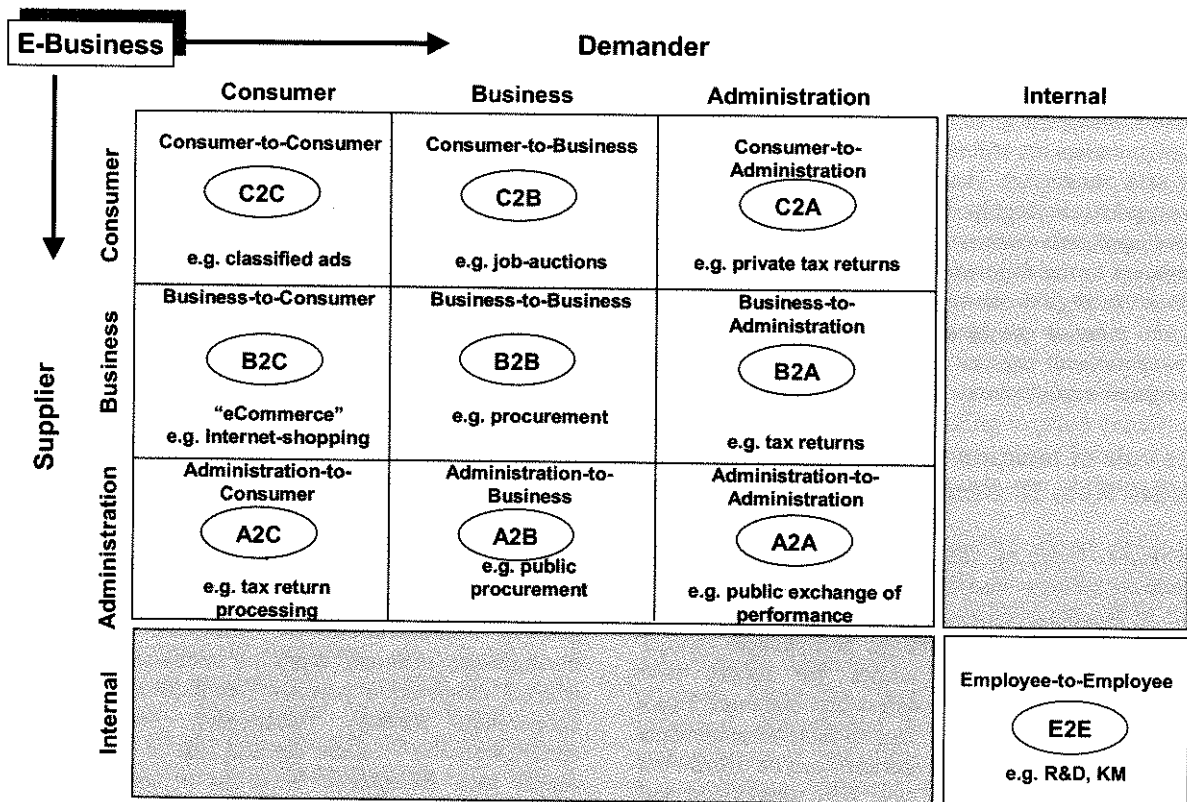 E-Business
Demander
Consumer
Business
Administration
Internal
Supplier
Consumer
Consumer-to-Consumer
C2C
e.g. classified ads
Consumer-to-Business
C2B
e.g. job-auctions
Consumer-to-
Administration
C2A
e.g. private tax returns
Business
Business-to-Consumer
B2C
“eCommerce”
e.g. internet-shopping
Business-to-Business
B2B
e.g. procurement
Business-to-
Administration
B2A
e.g. tax returns
Administration
Administration-to-
Consumer
A2C
e.g. tax return
processing
Administration-to-
Business
A2B
e.g. public
procurement
Administration-to-
Administration
A2A
e.g. public exchange of
performance
Internal
Employee-to-Employee
E2E
e.g. R&D, KM